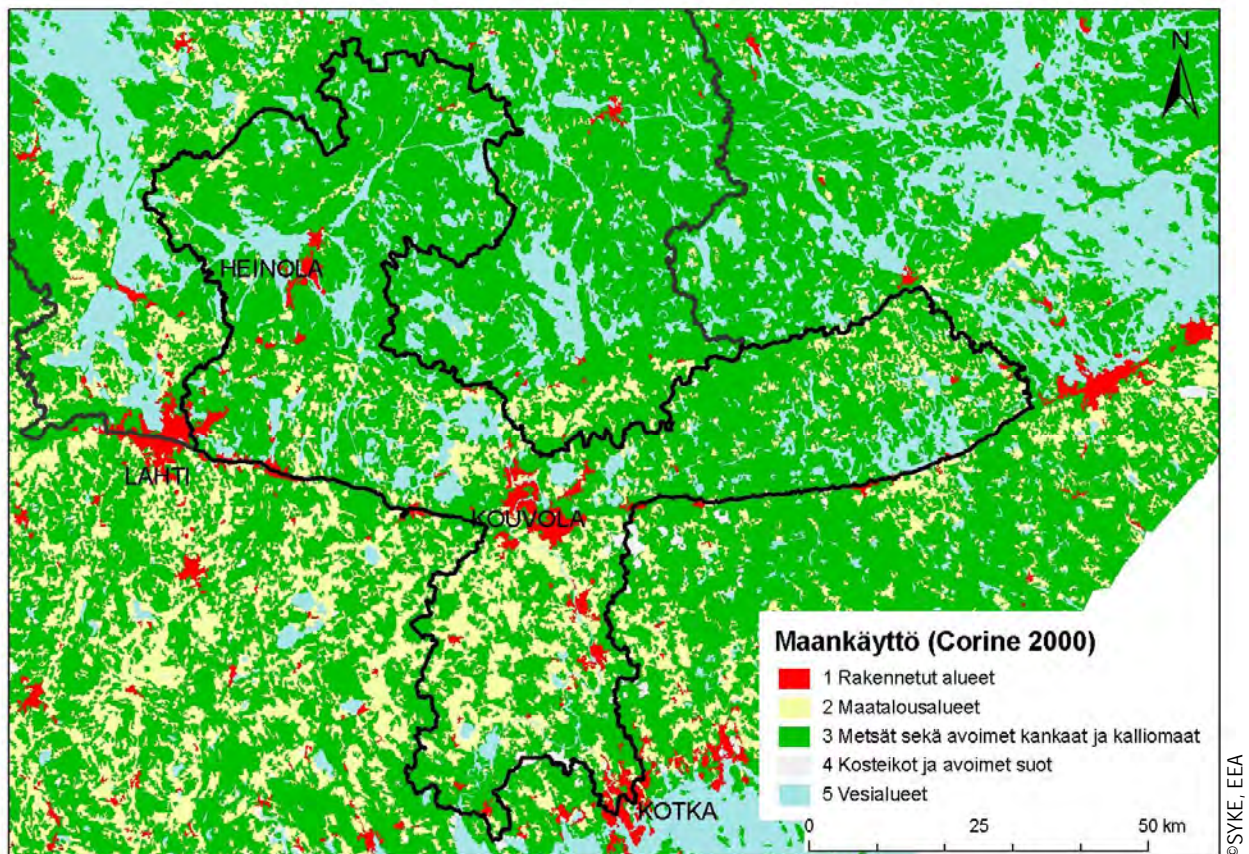 N
HEINOLA
LAHTI
KOUVOLA
KOTKA
Maankäyttö (Corine 2000)
1 Rakennetut alueet
2 Maatalousalueet
3 Metsät sekä avoimet kankaat ja kalliomaat
4 Kosteikot ja avoimet suot
5 Vesialueet
0 25 50 km
©SYKE, EEA